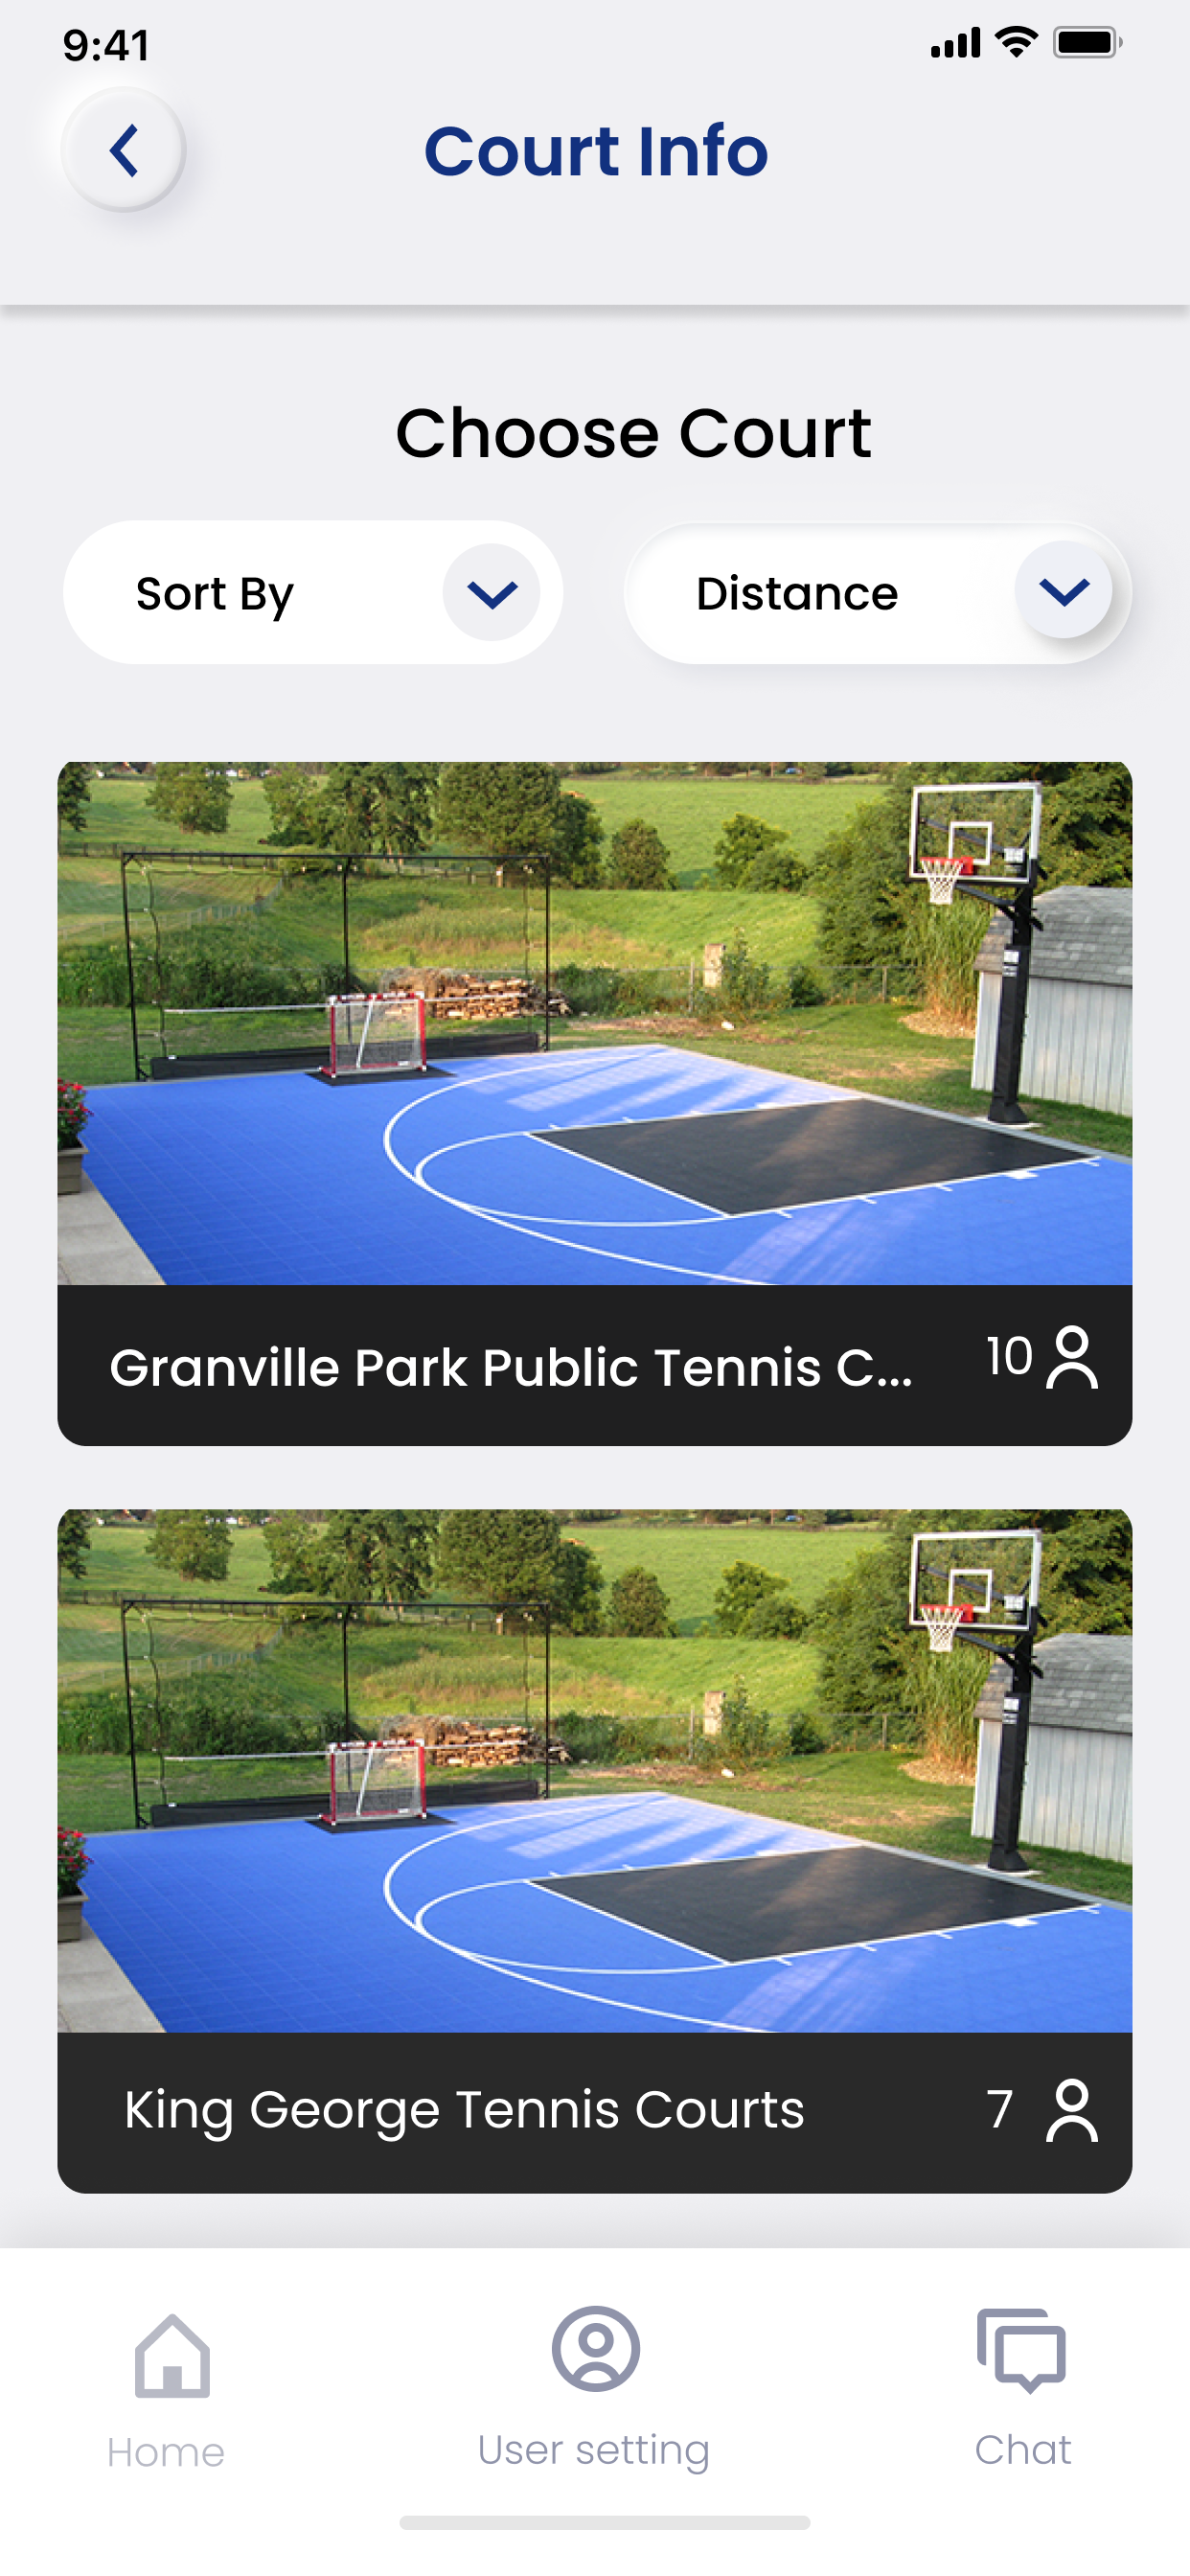 9:41
Court Info
Choose Court
Sort By
Distance
Granville Park Public Tennis C...
10
King George Tennis Courts
7
Home
User setting
Chat